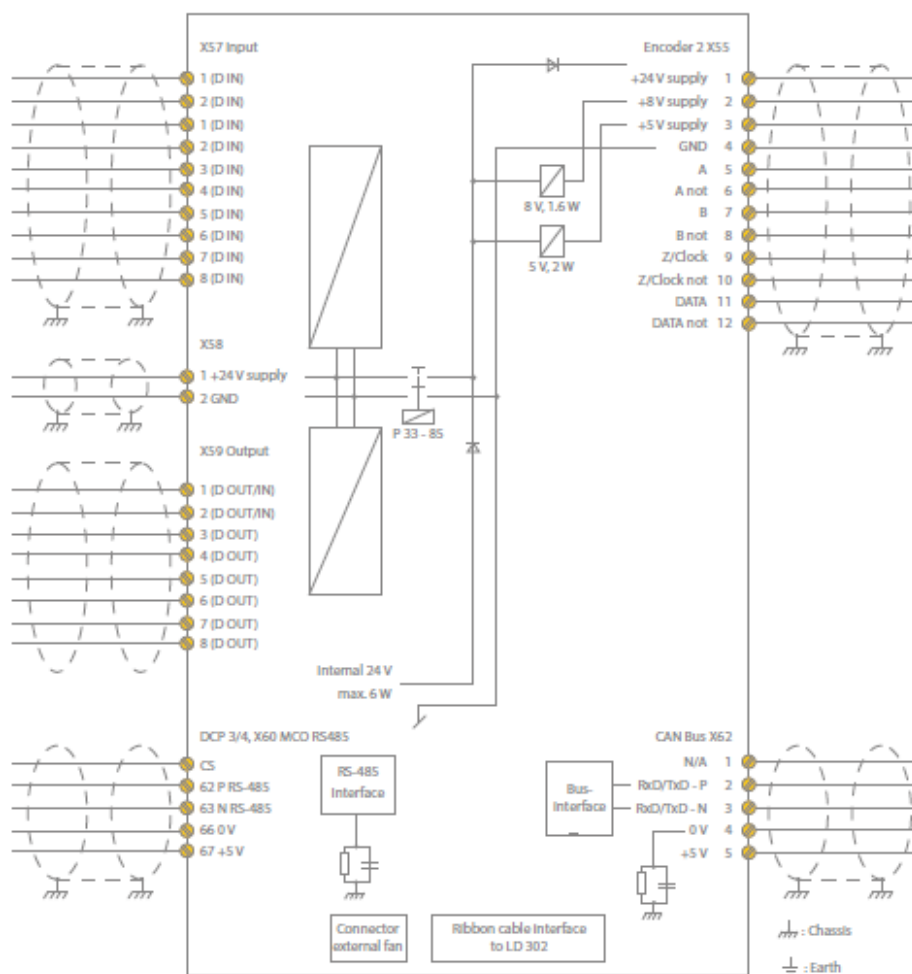 X57 Input
1 (D IN)
2 (D IN)
1 (D IN)
2 (D IN)
3 (D IN)
4 (D IN)
5 (D IN)
6 (D IN)
7 (D IN)
8 (D IN)
X58
1 +24 V supply
2 GND
P 33 - 85
X59 Output
1 (D OUT/IN)
2 (D OUT/IN)
3 (D OUT)
4 (D OUT)
5 (D OUT)
6 (D OUT)
7 (D OUT)
8 (D OUT)
Internal 24 V
max. 6 W
Encoder 2 X55
+24 V supply 1
+8 V supply 2
+5 V supply 3
GND 4
A 5
A not 6
B 7
B not 8
Z/Clock 9
Z/Clock not 10
DATA 11
DATA not 12
8 V, 1.6 W
5 V, 2 W
DCP 3/4, X60 MCO RS485
CS
62 P RS-485
63 N RS-485
66 0 V
67 +5 V
RS-485
Interface
CAN Bus X62
N/A 1
RxD/TxD - P 2
RxD/TxD - N 3
0 V 4
+5 V 5
Bus-
Interface
Connector
external fan
Ribbon cable Interface
to LD 302
: Chassis
: Earth